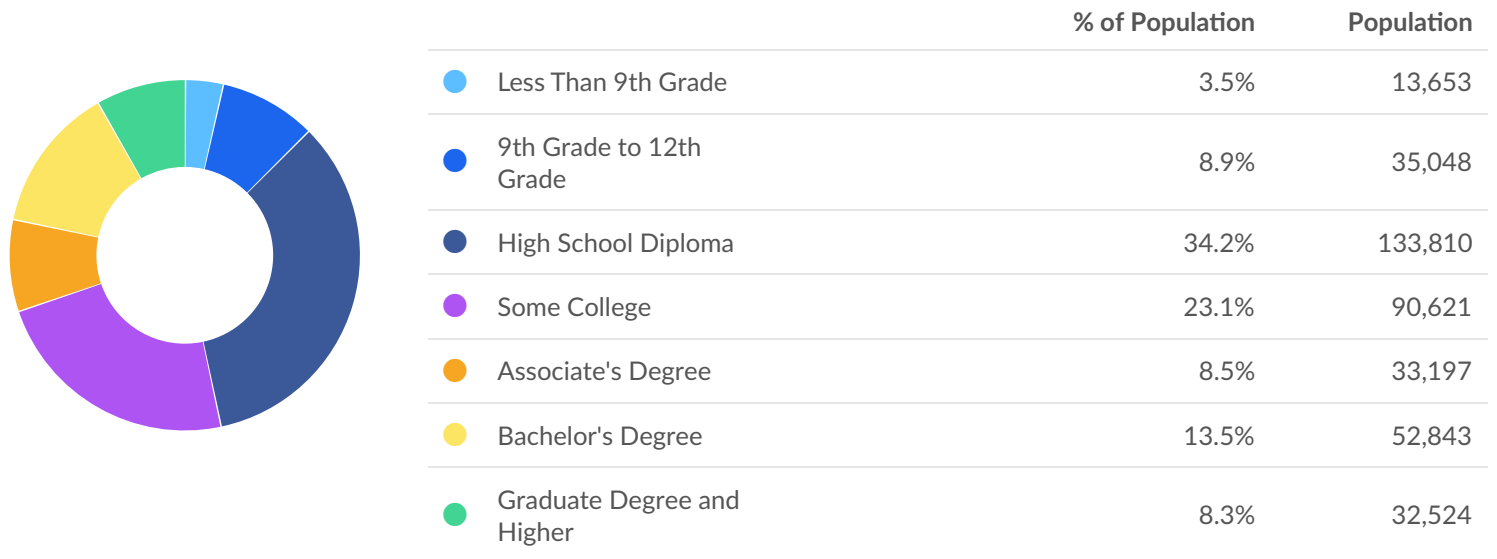 % of Population Population
Less Than 9th Grade 3.5% 13,653
9th Grade to 12th
Grade 8.9% 35,048
High School Diploma 34.2% 133,810
Some College 23.1% 90,621
Associate's Degree 8.5% 33,197
Bachelor's Degree 13.5% 52,843
Graduate Degree and
Higher 8.3% 32,524